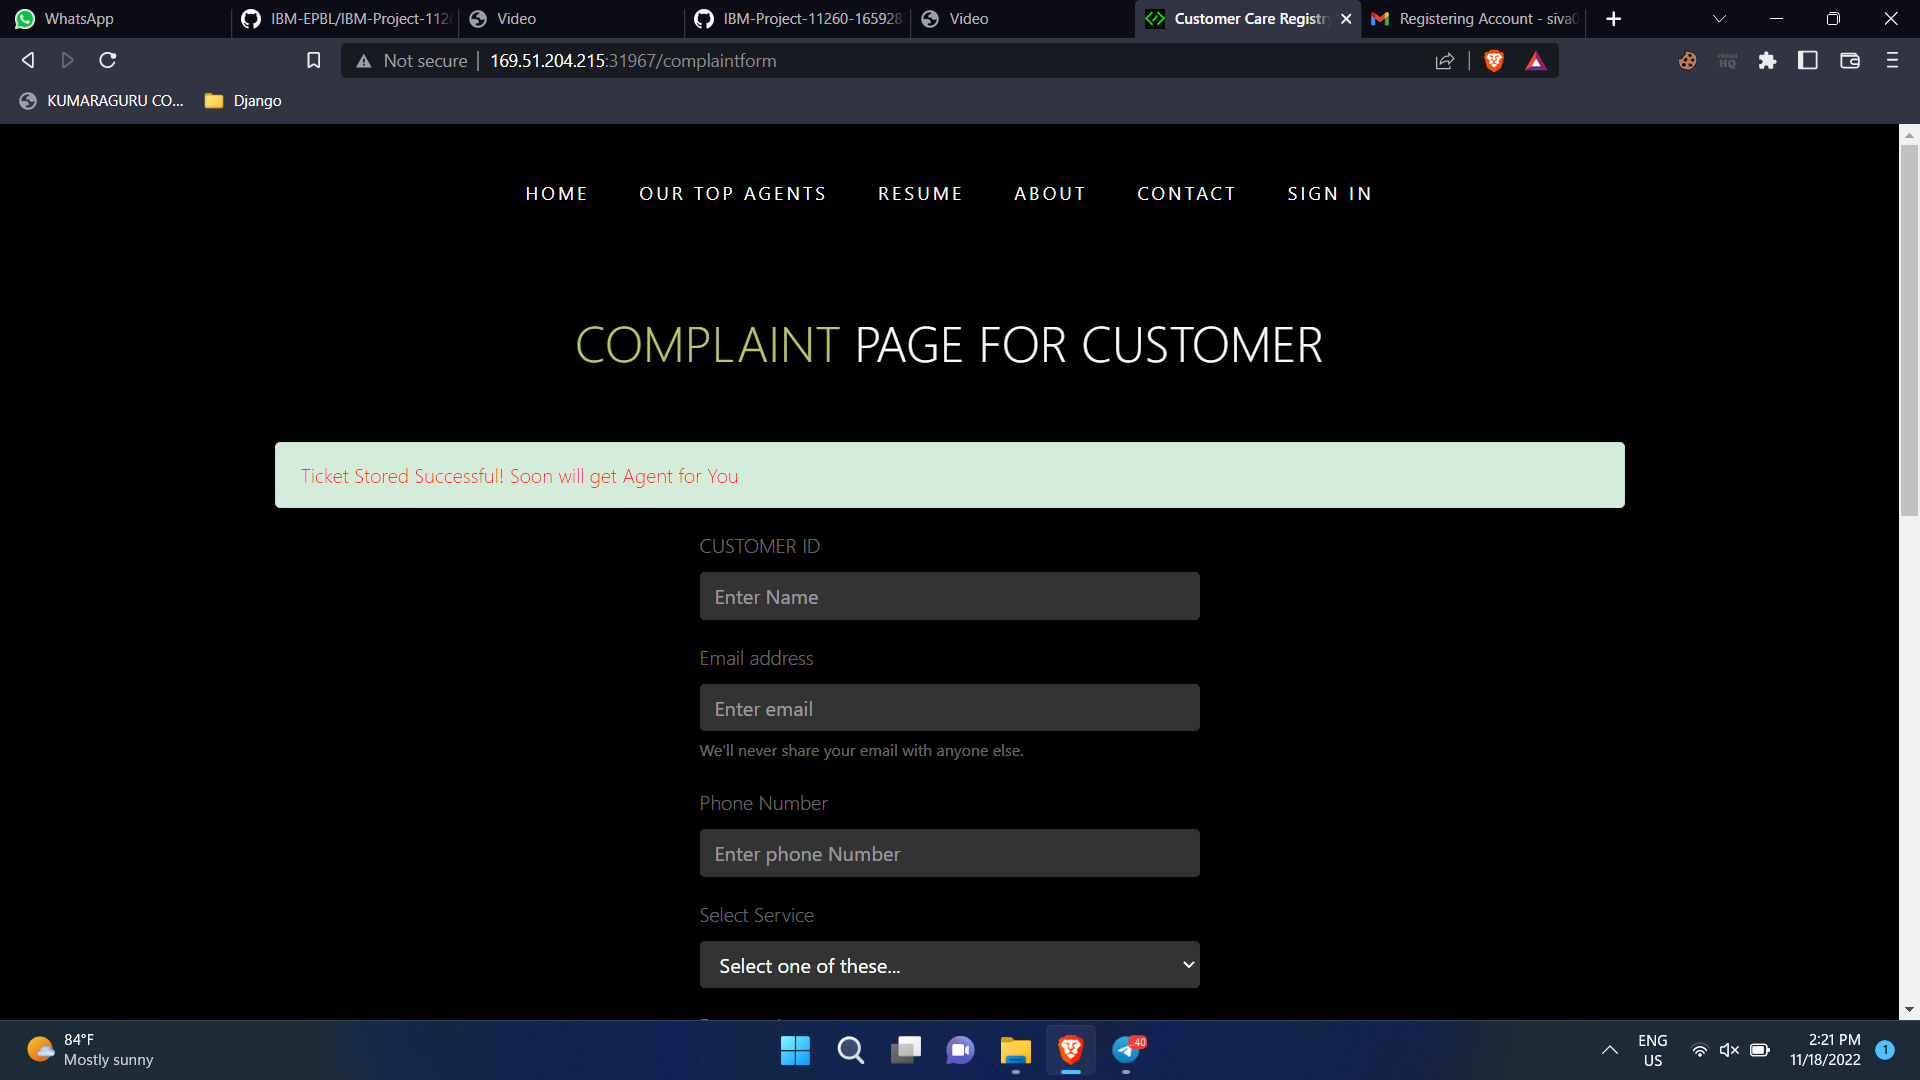 WhatsApp
IBM-EPBL/IBM-Project-1126
Video
IBM-Project-11260-165928
Video
Customer Care Registr
Registering Account - siva0
Not secure
169.51.204.215:31967/complaintform
cloud
HQ
KUMARAGURU CO...
Django
HOME
OUR TOP AGENTS
RESUME
ABOUT
CONTACT
SIGN IN
COMPLAINT PAGE FOR CUSTOMER
Ticket Stored Successful! Soon will get Agent for You
CUSTOMER ID
Enter Name
Email address
Enter email
We'll never share your email with anyone else.
Phone Number
Enter phone Number
Select Service
Select one of these...
84°F
Mostly sunny
40
ENG
US
2:21 PM
11/18/2022
1